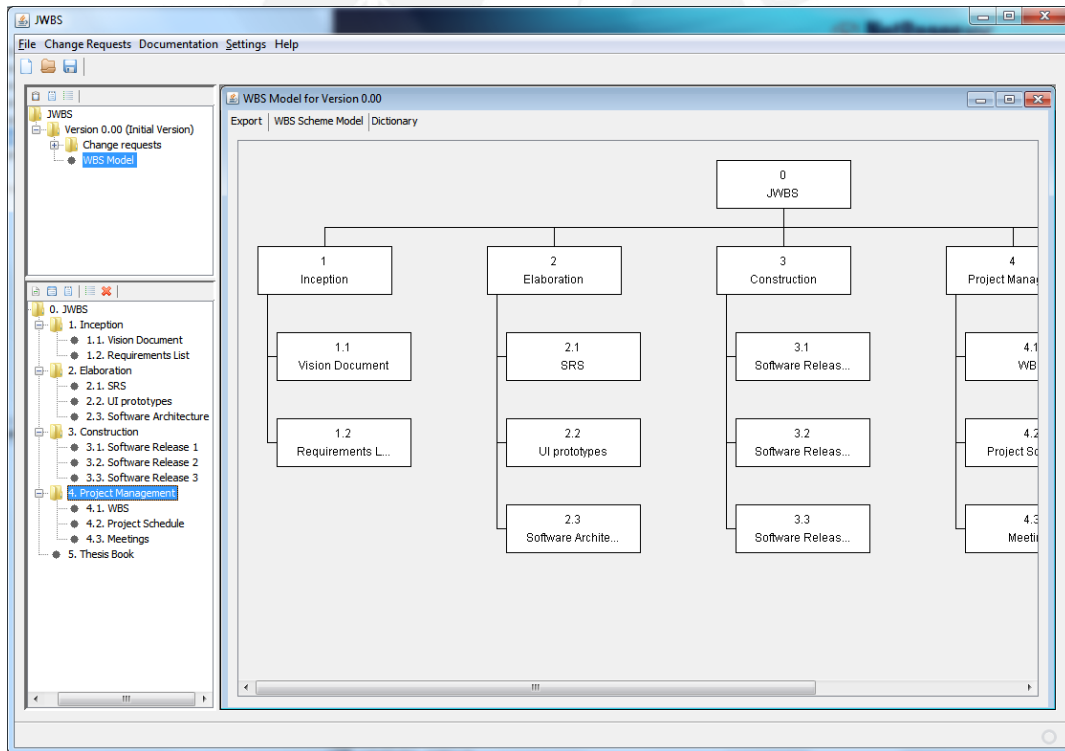 JWBS
File Change Requests Documentation Settings Help
JWBS
Version 0.00 (Initial Version)
Change requests
WBS Model
0. JWBS
1. Inception
1.1. Vision Document
1.2. Requirements List
2. Elaboration
2.1. SRS
2.2. UI prototypes
2.3. Software Architecture
3. Construction
3.1. Software Release 1
3.2. Software Release 2
3.3. Software Release 3
4. Project Management
4.1. WBS
4.2. Project Schedule
4.3. Meetings
5. Thesis Book
WBS Model for Version 0.00
Export WBS Scheme Model Dictionary
0
JWBS
1
Inception
2
Elaboration
3
Construction
4
Project Mana
1.1
Vision Document
2.1
SRS
3.1
Software Releas...
4.1
WB
1.2
Requirements L...
2.2
UI prototypes
3.2
Software Releas...
4.2
Project Sc
2.3
Software Archite...
3.3
Software Releas...
4.3
Meeti